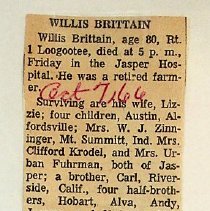 WILLIS BRITTAIN
Willis Brittain, age 80, Rt.
1 Loogootee, died at 5 p. m.,
Friday in the Jasper Hos-
pital. He was a retired farm-
er.
Oct 7, 66
Surviving are his wife, Liz-
zie; four children, Austin, Al-
fordsville; Mrs. W. J. Zinn-
inger, Mt. Summitt, Ind. Mrs.
Clifford Krodel, and Mrs. Ur-
ban Fuhrman, both of Jas-
per; a brother, Carl, River-
side, Calif., four half-broth-
ers, Hobart, Alva, Andy,